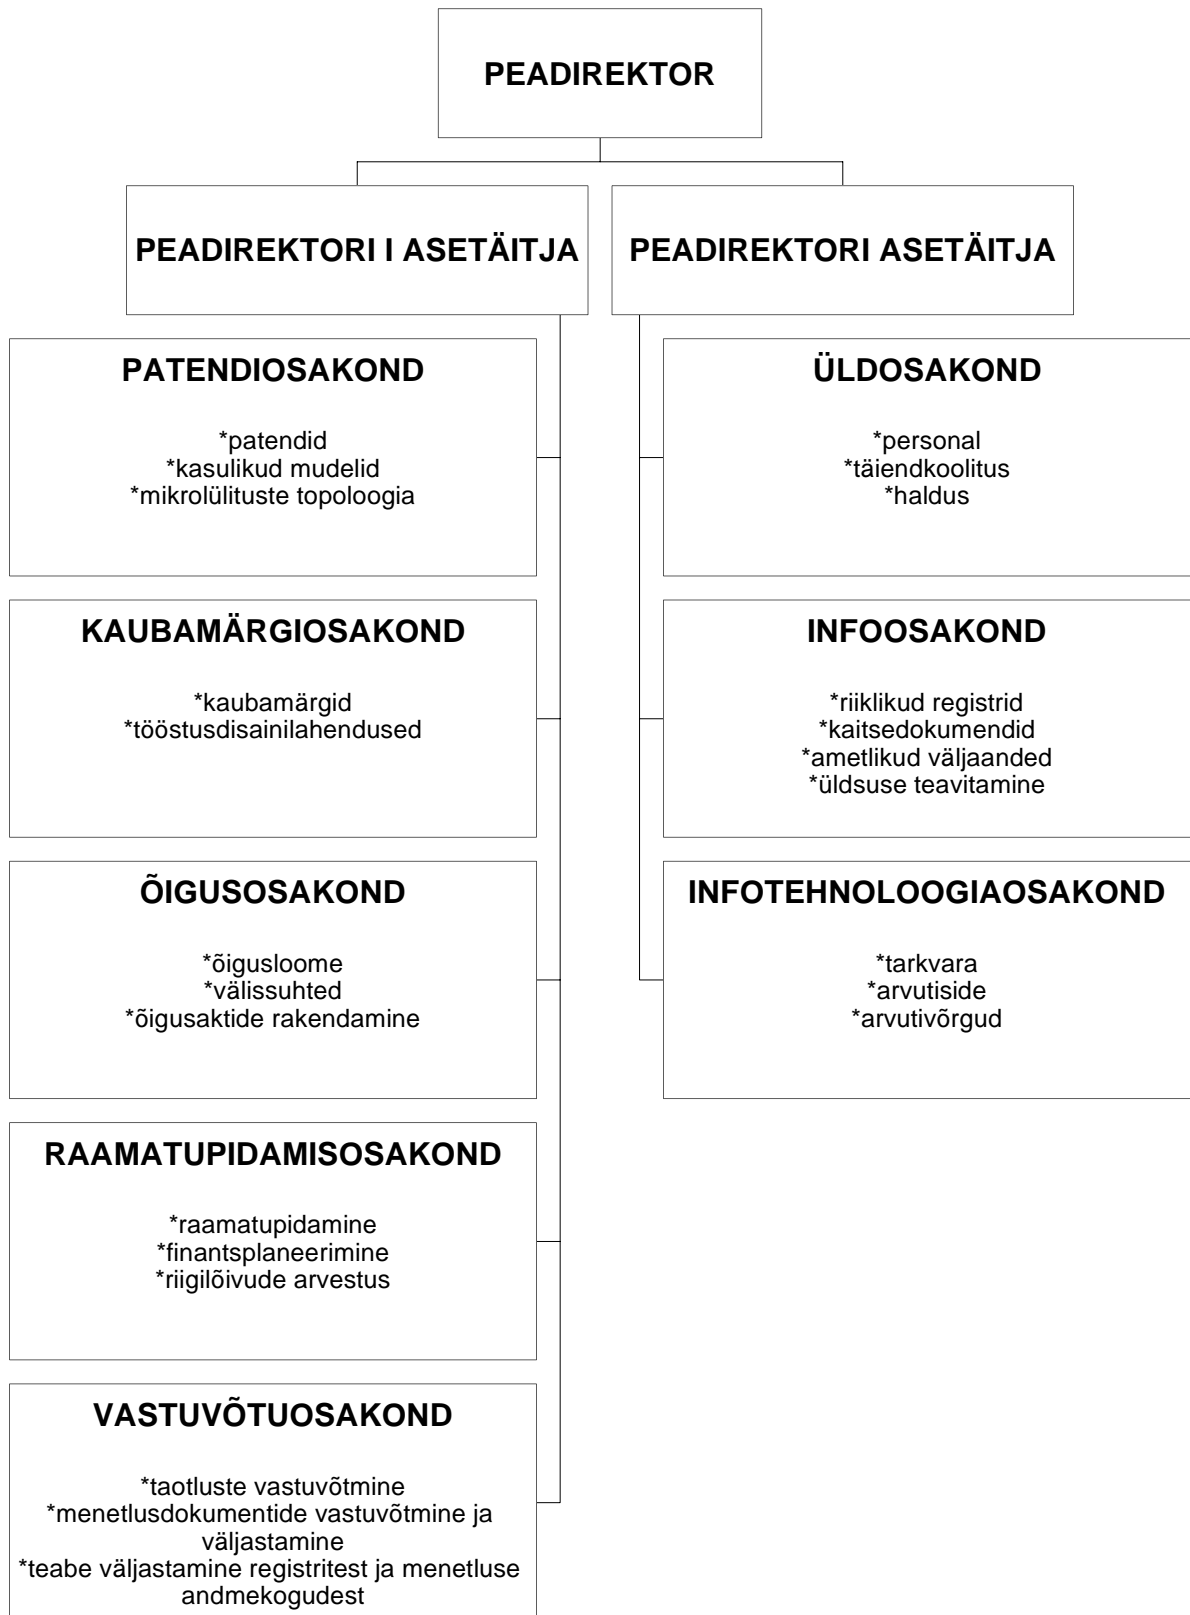 PEADIREKTOR
PEADIREKTORI I ASETÄITJA
PEADIREKTORI ASETÄITJA
PATENDIOSAKOND
*patendid
*kasulikud mudelid
*mikrolülituste topoloogia
KAUBAMÄRGIOSAKOND
*kaubamärgid
*tööstusdisainilahendused
ÕIGUSOSAKOND
*õigusloome
*välissuhted
*õigusaktide rakendamine
RAAMATUPIDAMISOSAKOND
*raamatupidamine
*finantsplaneerimine
*riigilõivude arvestus
VASTUVÕTUOSAKOND
*taotluste vastuvõtmine
*menetlusdokumentide vastuvõtmine ja
väljastamine
*teabe väljastamine registritest ja menetluse
andmekogudest
ÜLDOSAKOND
*personal
*täiendkoolitus
*haldus
INFOOSAKOND
*riiklikud registrid
*kaitsedokumendid
*ametlikud väljaanded
*üldsuse teavitamine
INFOTEHNOLOOGIAOSAKOND
*tarkvara
*arvutiside
*arvutivõrgud